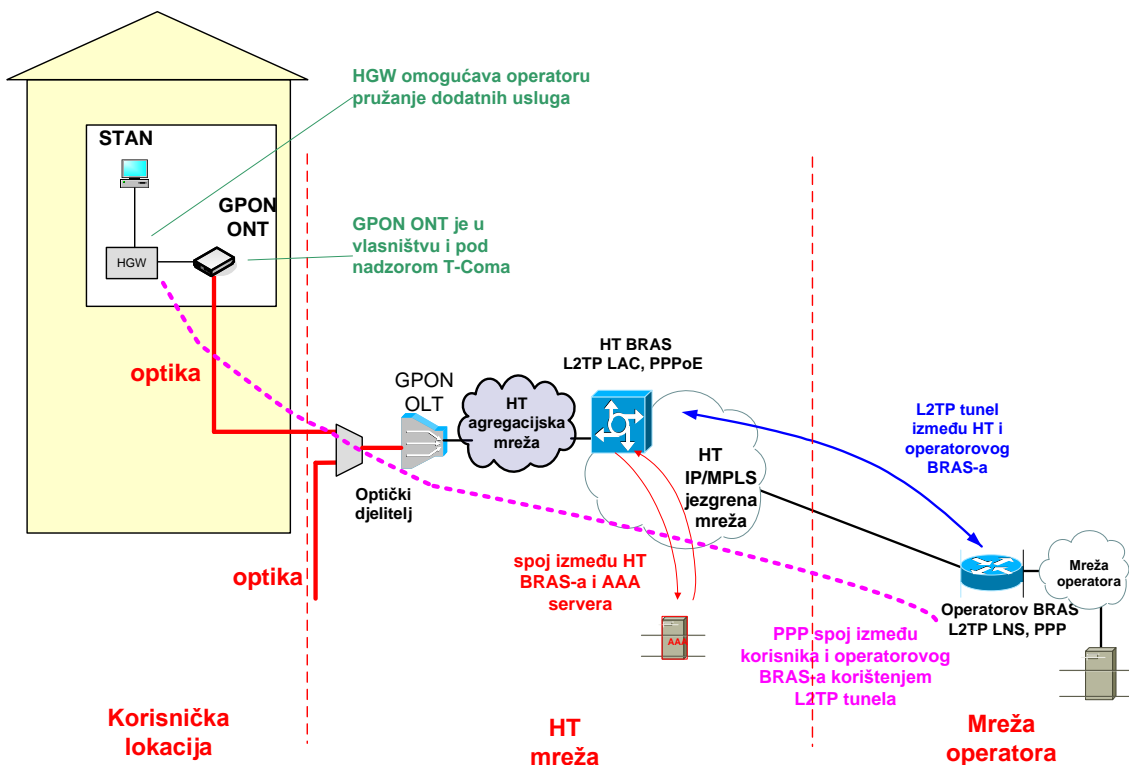 HGW omogućava operatoru
pružanje dodatnih usluga
STAN
GPON
ONT
HGW
GPON ONT je u
vlasništvu i pod
nadzorom T-Coma
optika
optika
GPON
OLT
Optički
djelitelj
HT
agregacijska
mreža
HT BRAS
L2TP LAC, PPPoE
HT
IP/MPLS
jezgrena
mreža
L2TP tunel
između HT i
operatorovog
BRAS-a
spoj između HT
BRAS-a i AAA
servera
AAA
Mreža
operatora
Operatorov BRAS
L2TP LNS, PPP
PPP spoj između
korisnika i operatorovog
BRAS-a korištenjem
L2TP tunela
Korisnička
lokacija
HT
mreža
Mreža
operatora